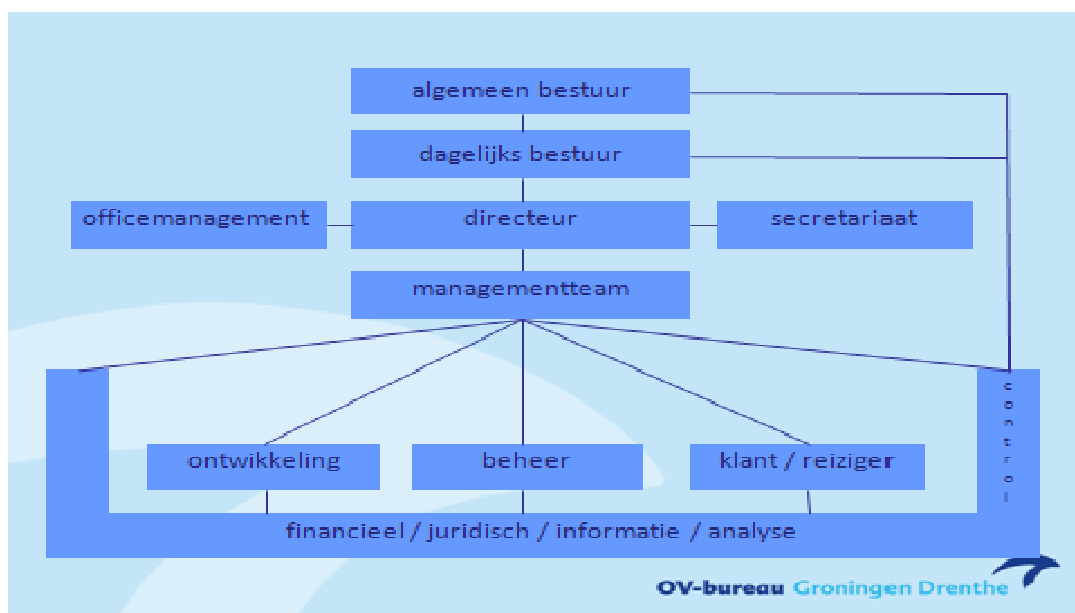 algemeen bestuur
dagelijks bestuur
officemanagement
directeur
secretariaat
managementteam
control
ontwikkeling
beheer
klant / reiziger
financieel / juridisch / informatie / analyse
OV-bureau Groningen Drenthe